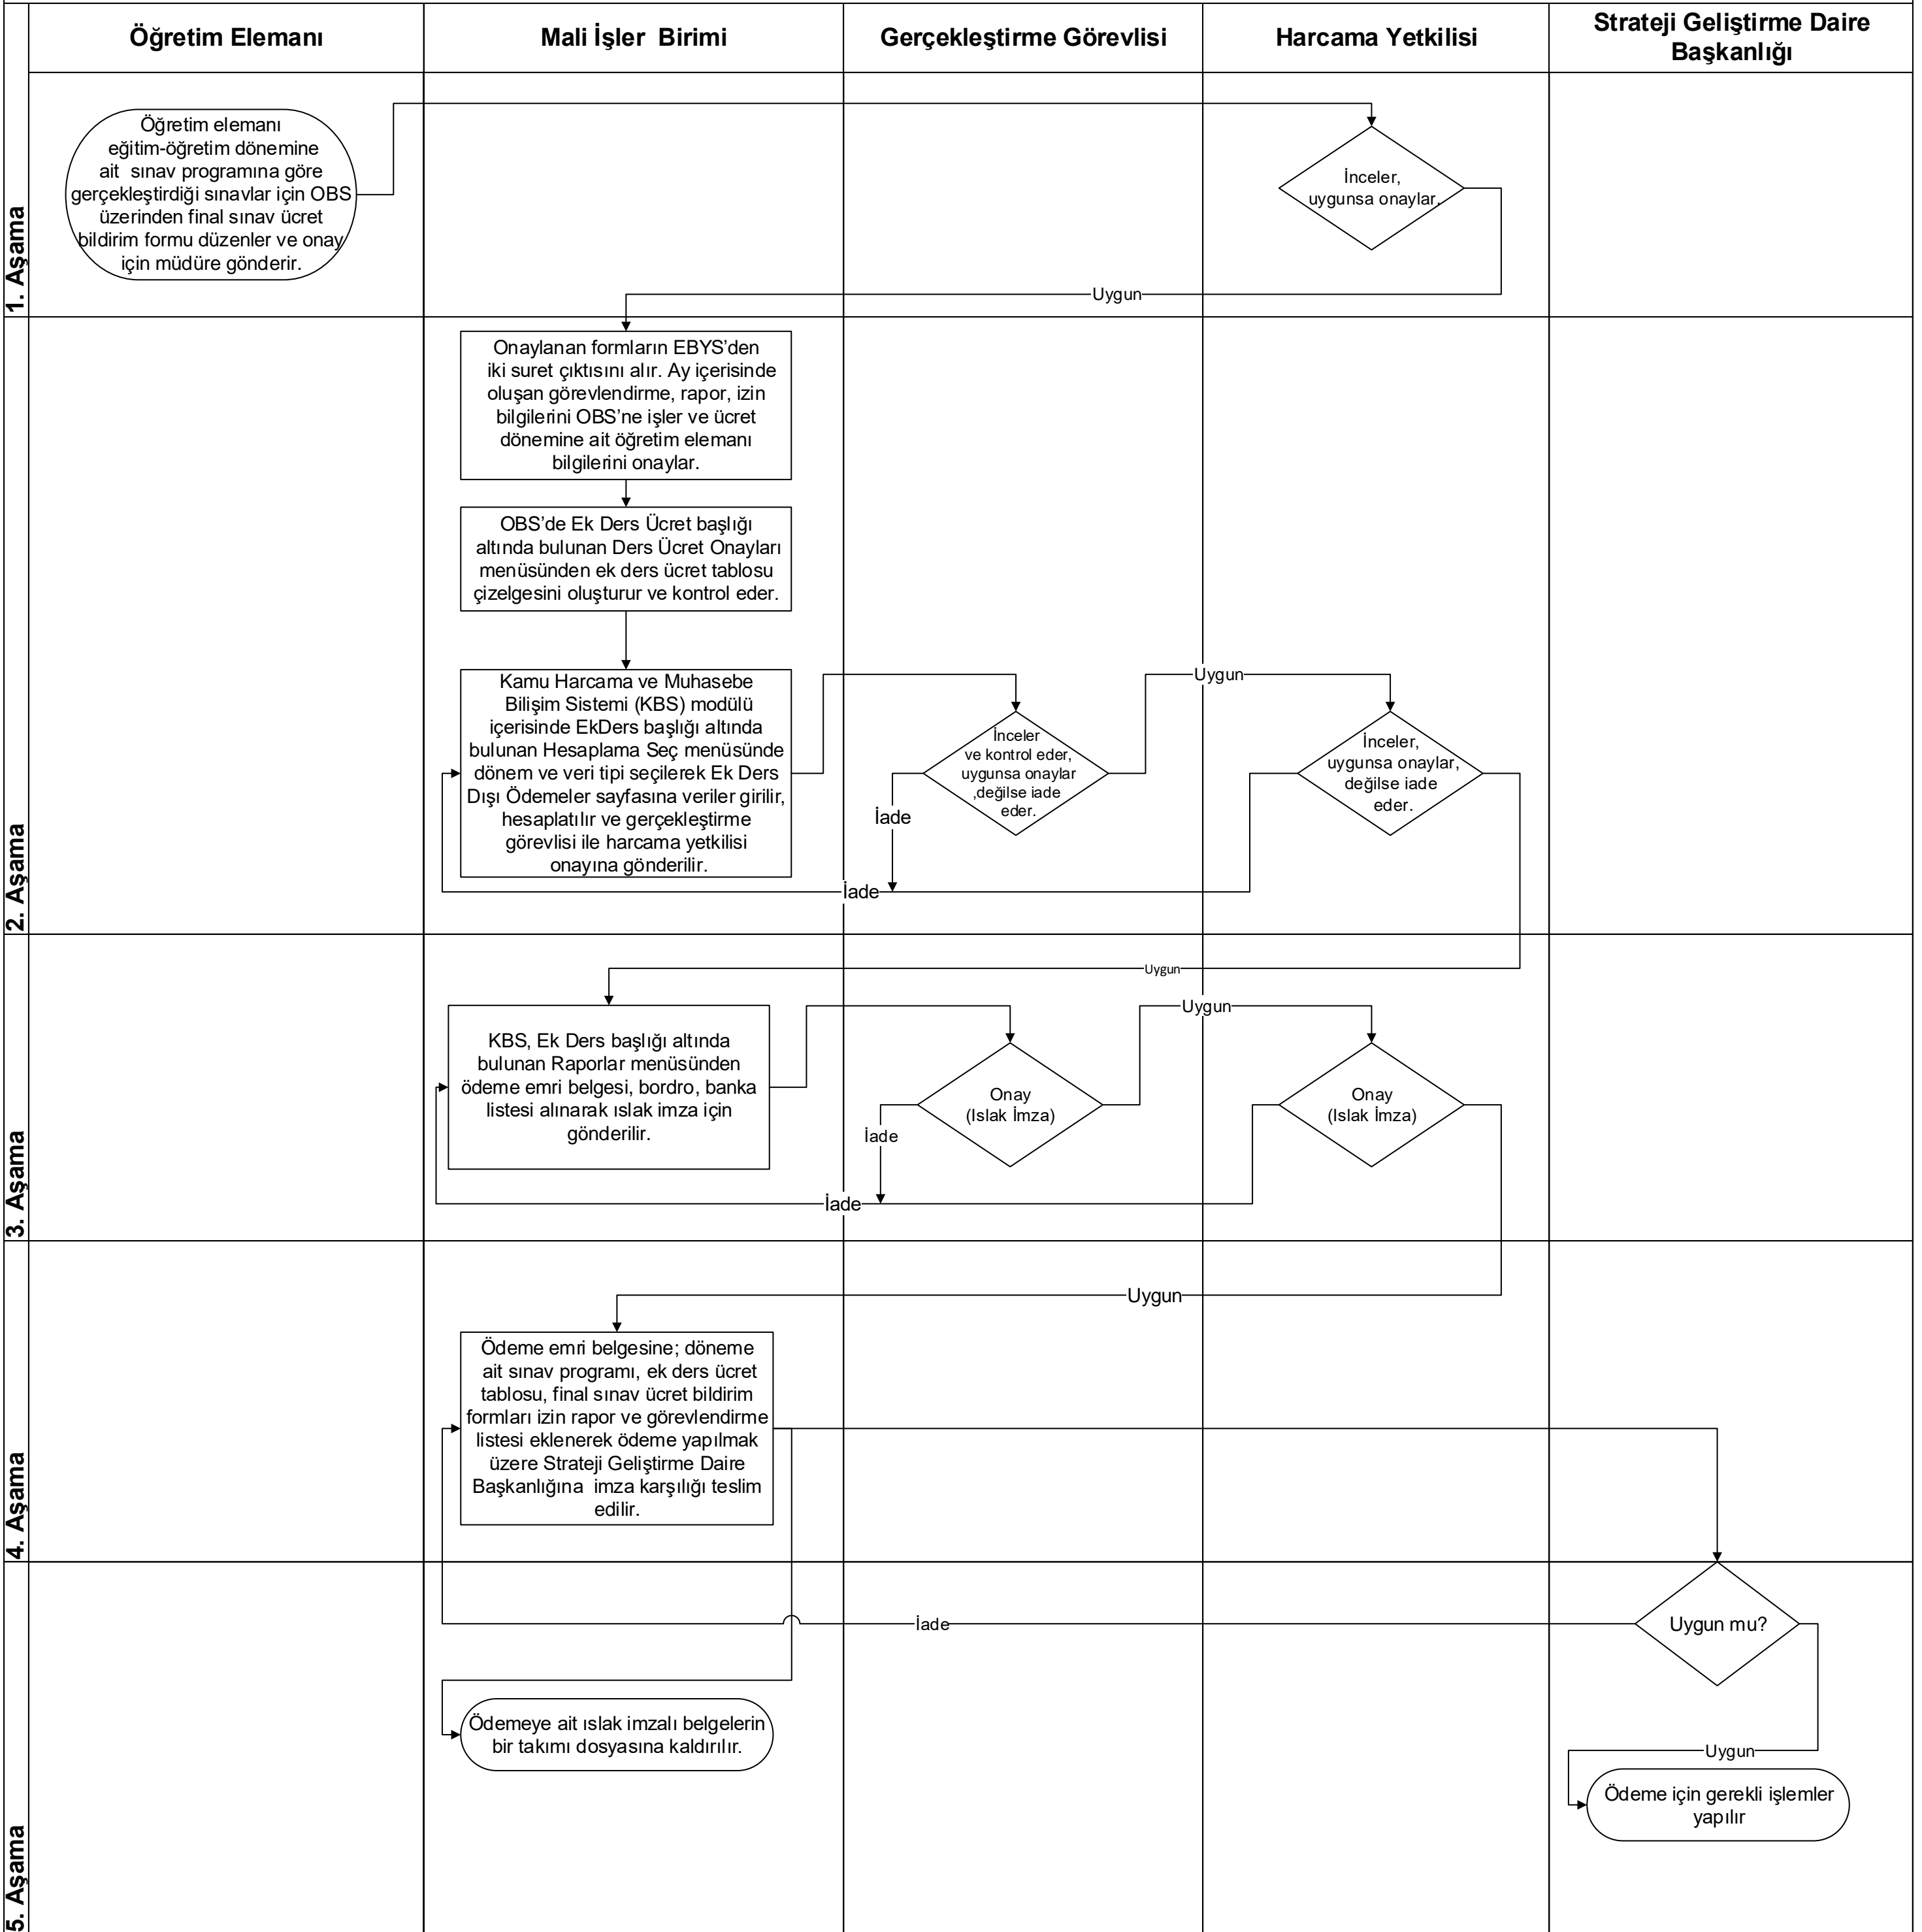 Öğretim Elemanı
Mali İşler  Birimi
Gerçekleştirme Görevlisi
Harcama Yetkilisi
Strateji Geliştirme Daire
Başkanlığı
1. Aşama
Öğretim elemanı
eğitim-öğretim dönemine
ait  sınav programına göre
gerçekleştirdiği sınavlar için OBS
üzerinden final sınav ücret
bildirim formu düzenler ve onay
için müdüre gönderir.
İnceler,
uygunsa onaylar.
Uygun
2. Aşama
Onaylanan formların EBYS’den
iki suret çıktısını alır. Ay içerisinde
oluşan görevlendirme, rapor, izin
bilgilerini OBS’ne işler ve ücret
dönemine ait öğretim elemanı
bilgilerini onaylar.
OBS’de Ek Ders Ücret başlığı
altında bulunan Ders Ücret Onayları
menüsünden ek ders ücret tablosu
çizelgesini oluşturur ve kontrol eder.
Kamu Harcama ve Muhasebe
Bilişim Sistemi (KBS) modülü
içerisinde EkDers başlığı altında
bulunan Hesaplama Seç menüsünde
dönem ve veri tipi seçilerek Ek Ders
Dışı Ödemeler sayfasına veriler girilir,
hesaplatılır ve gerçekleştirme
görevlisi ile harcama yetkilisi
onayına gönderilir.
İnceler
ve kontrol eder,
uygunsa onaylar
,değilse iade
eder.
Uygun
İnceler,
uygunsa onaylar,
değilse iade
eder.
İade
İade
3. Aşama
Uygun
KBS, Ek Ders başlığı altında
bulunan Raporlar menüsünden
ödeme emri belgesi, bordro, banka
listesi alınarak ıslak imza için
gönderilir.
Onay
(Islak İmza)
Uygun
Onay
(Islak İmza)
İade
İade
4. Aşama
Uygun
Ödeme emri belgesine; döneme
ait sınav programı, ek ders ücret
tablosu, final sınav ücret bildirim
formları izin rapor ve görevlendirme
listesi eklenerek ödeme yapılmak
üzere Strateji Geliştirme Daire
Başkanlığına  imza karşılığı teslim
edilir.
5. Aşama
Uygun mu?
İade
Ödemeye ait ıslak imzalı belgelerin
bir takımı dosyasına kaldırılır.
Uygun
Ödeme için gerekli işlemler
yapılır